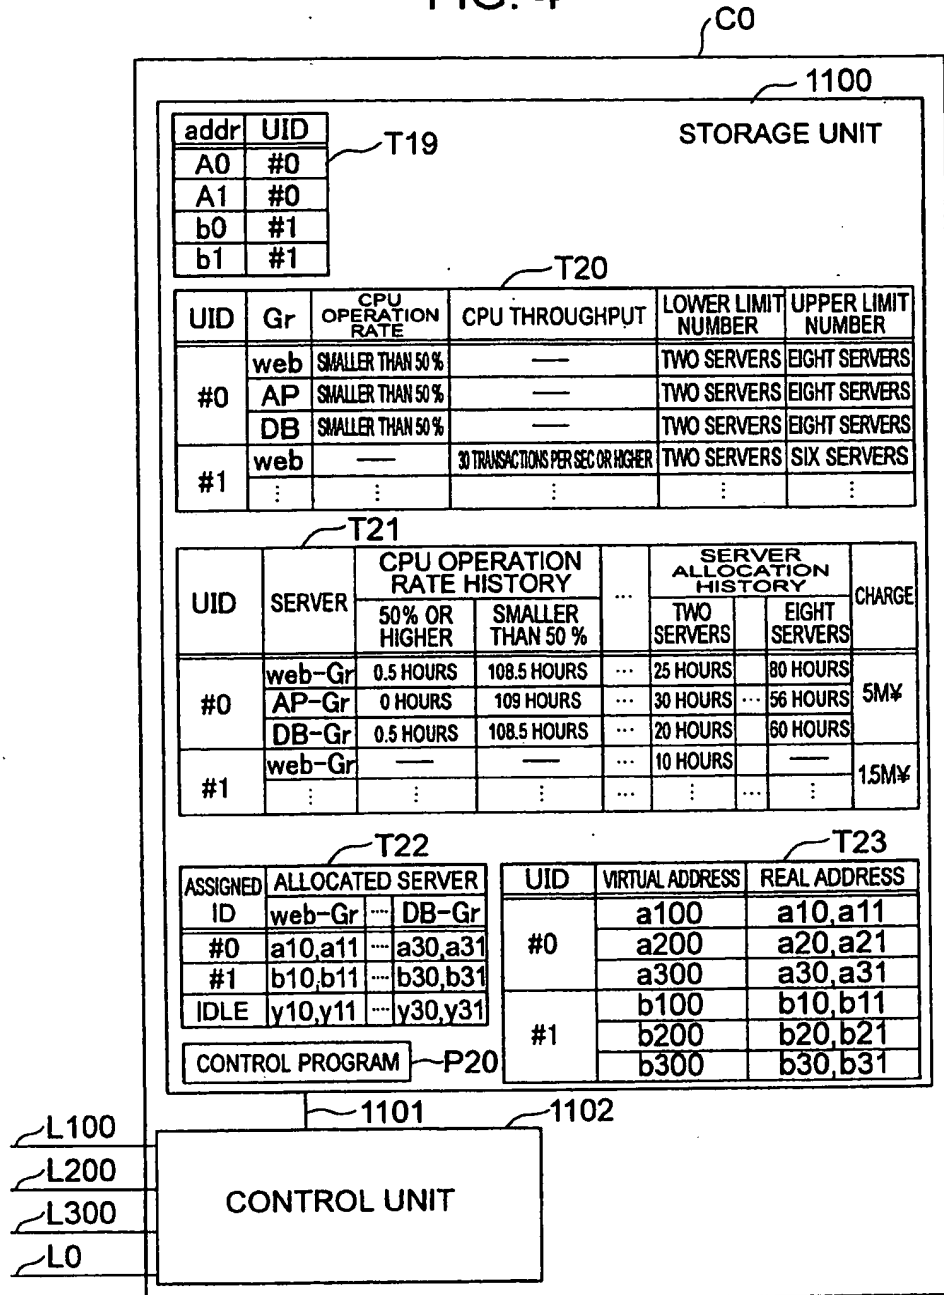 FIG. 4
C0
1100
STORAGE UNIT
addr UID
T19
A0 #0
A1 #0
b0 #1
b1 #1
T20
UID Gr CPU OPERATION RATE CPU THROUGHPUT LOWER LIMIT NUMBER UPPER LIMIT NUMBER
#0 web SMALLER THAN 50 % — TWO SERVERS EIGHT SERVERS
AP SMALLER THAN 50 % — TWO SERVERS EIGHT SERVERS
DB SMALLER THAN 50 % — TWO SERVERS EIGHT SERVERS
#1 web — 30 TRANSACTIONS PER SEC OR HIGHER TWO SERVERS SIX SERVERS
⋮ ⋮ ⋮ ⋮ ⋮
T21
UID SERVER CPU OPERATION RATE HISTORY ... SERVER ALLOCATION HISTORY CHARGE
50% OR HIGHER SMALLER THAN 50 % TWO SERVERS EIGHT SERVERS
#0 web-Gr 0.5 HOURS 108.5 HOURS ... 25 HOURS 80 HOURS 5M¥
AP-Gr 0 HOURS 109 HOURS ... 30 HOURS ... 56 HOURS
DB-Gr 0.5 HOURS 108.5 HOURS ... 20 HOURS 60 HOURS
#1 web-Gr — — ... 10 HOURS — 1.5M¥
⋮ ⋮ ⋮ ... ⋮ ... ⋮
T22
ASSIGNED ID ALLOCATED SERVER
web-Gr ... DB-Gr
#0 a10,a11 ... a30,a31
#1 b10,b11 ... b30,b31
IDLE y10,y11 ... y30,y31
T23
UID VIRTUAL ADDRESS REAL ADDRESS
#0 a100 a10,a11
a200 a20,a21
a300 a30,a31
#1 b100 b10,b11
b200 b20,b21
b300 b30,b31
CONTROL PROGRAM P20
1101
1102
L100
L200
L300
L0
CONTROL UNIT